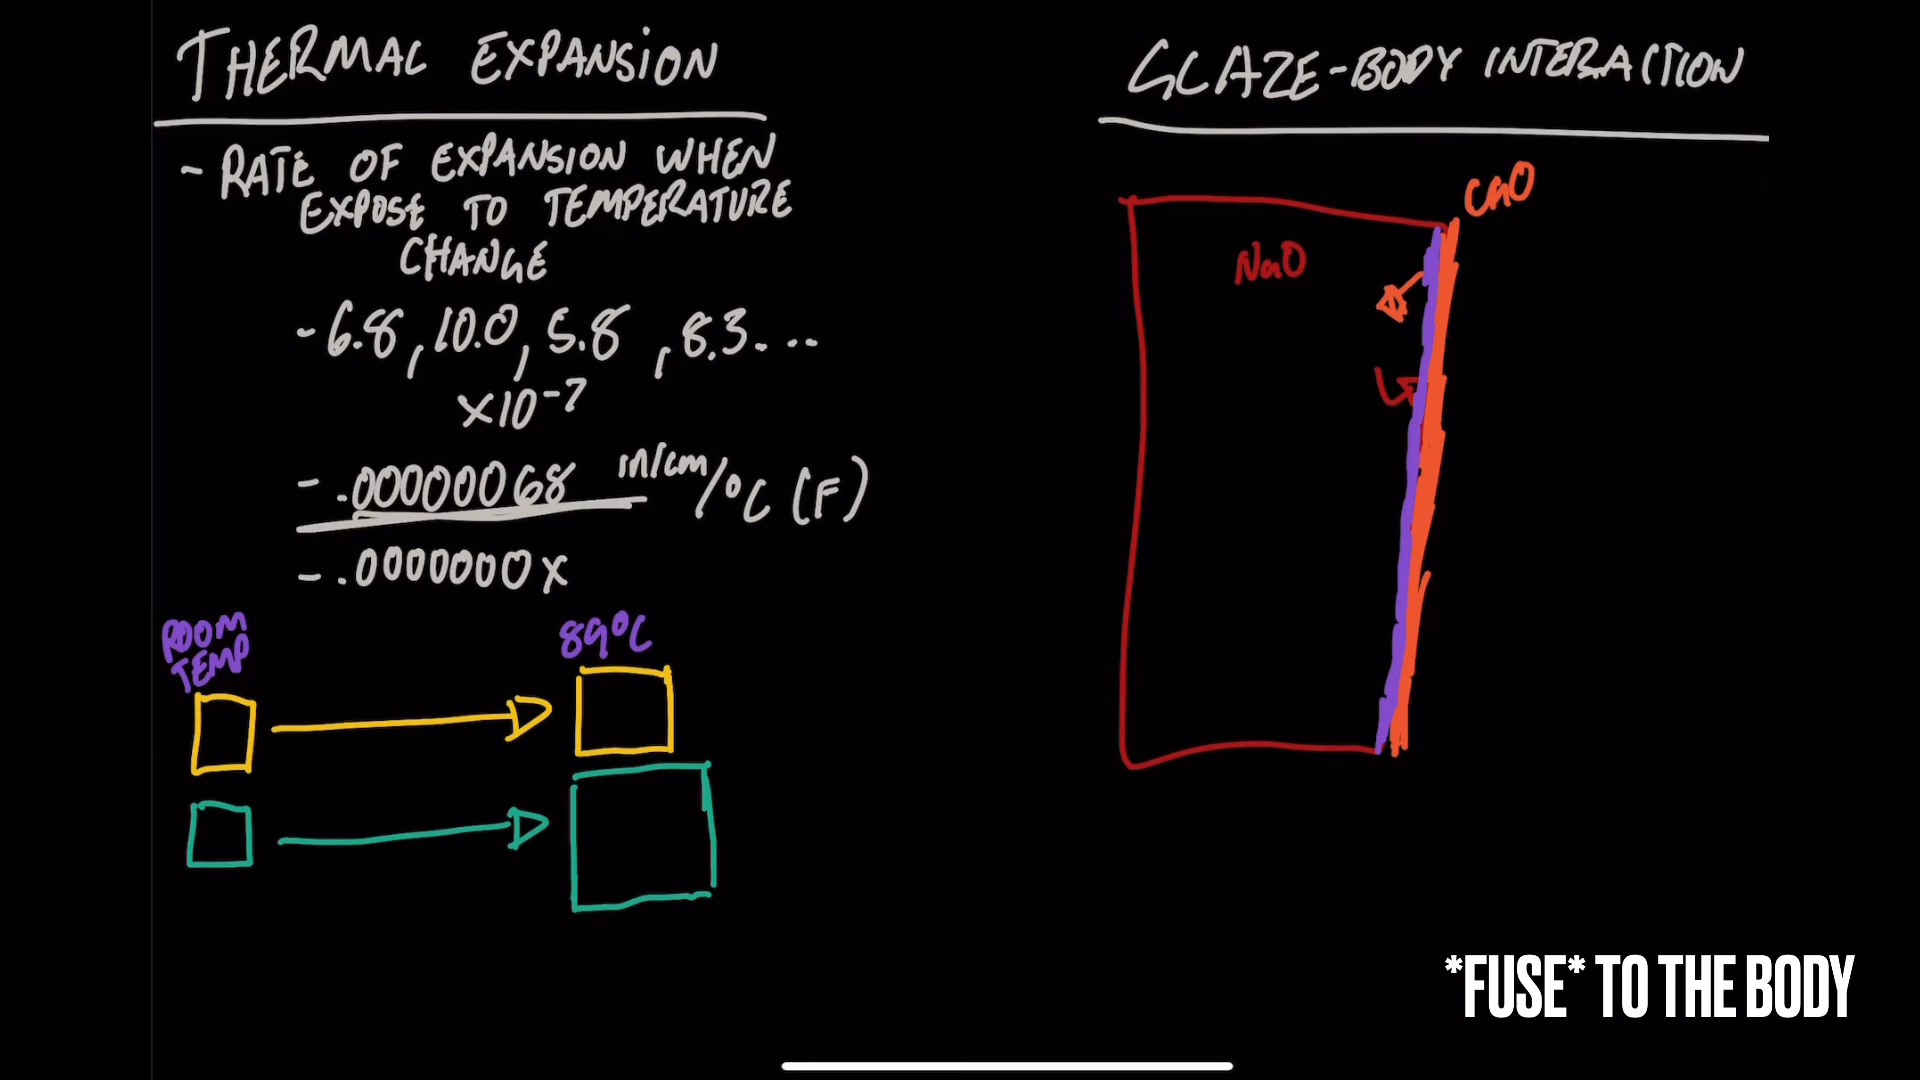 THERMAL EXPANSION
- RATE OF EXPANSION WHEN
EXPOSE TO TEMPERATURE
CHANGE
- 6.8, 10.0, 5.8, 8.3...
x10-7
- .00000068 in/cm/°C (F)
- .0000000x
ROOM
TEMP
89°C
GLAZE-BODY INTERACTION
CaO
NaO
*FUSE* TO THE BODY